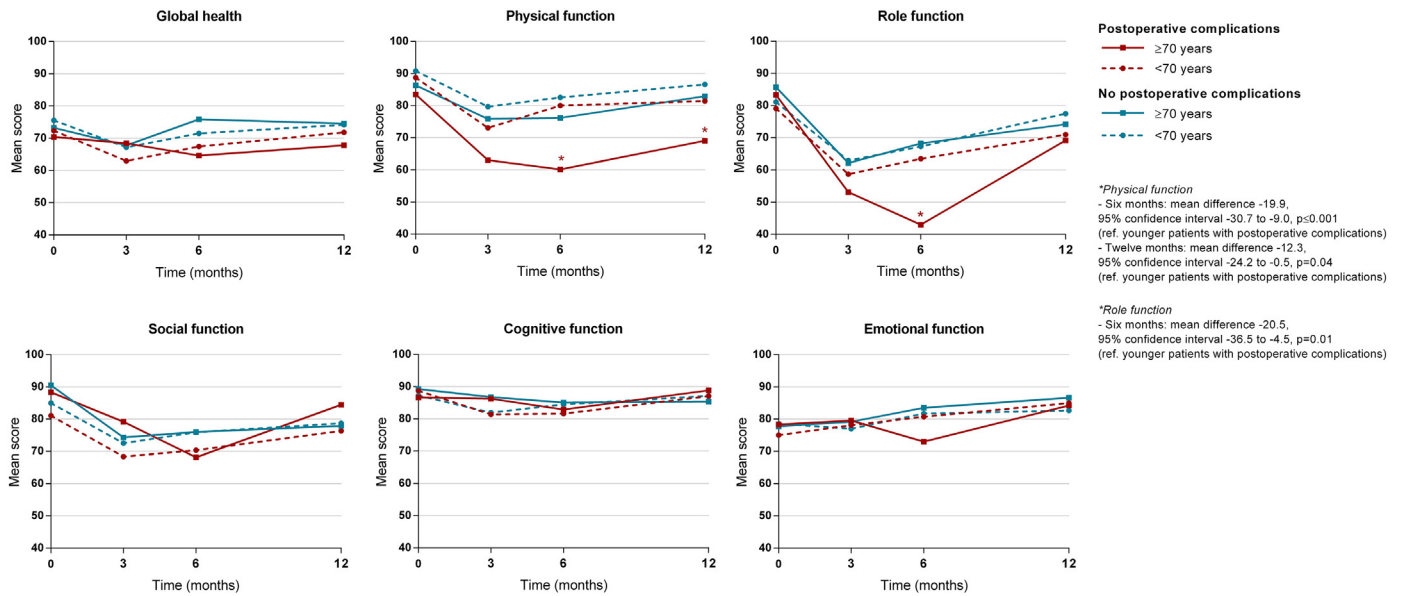 Global health
100
90
80
70
60
50
40
Mean score
0
3
6
12
Time (months)
Physical function
100
90
80
70
60
50
40
Mean score
*
*
0
3
6
12
Time (months)
Role function
100
90
80
70
60
50
40
Mean score
*
0
3
6
12
Time (months)
Postoperative complications
≥70 years
<70 years
No postoperative complications
≥70 years
<70 years
*Physical function
- Six months: mean difference -19.9,
95% confidence interval -30.7 to -9.0, p≤0.001
(ref. younger patients with postoperative complications)
- Twelve months: mean difference -12.3,
95% confidence interval -24.2 to -0.5, p=0.04
(ref. younger patients with postoperative complications)
*Role function
- Six months: mean difference -20.5,
95% confidence interval -36.5 to -4.5, p=0.01
(ref. younger patients with postoperative complications)
Social function
100
90
80
70
60
50
40
Mean score
0
3
6
12
Time (months)
Cognitive function
100
90
80
70
60
50
40
Mean score
0
3
6
12
Time (months)
Emotional function
100
90
80
70
60
50
40
Mean score
0
3
6
12
Time (months)